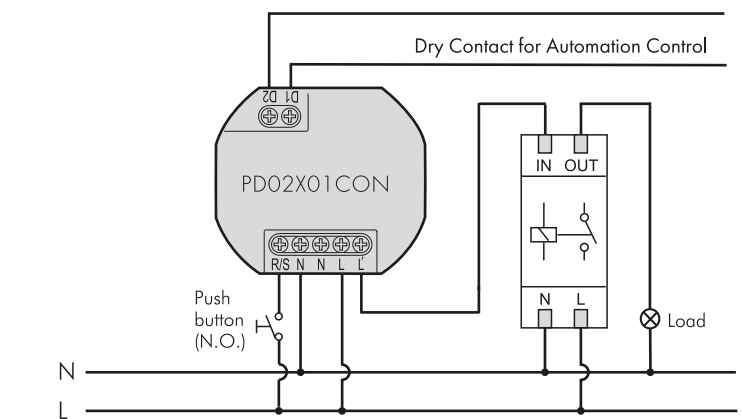 Dry Contact for Automation Control
D2 D1
PD02X01CON
R/S N N L L'
IN OUT
N L
Push
button
(N.O.)
Load
N
L